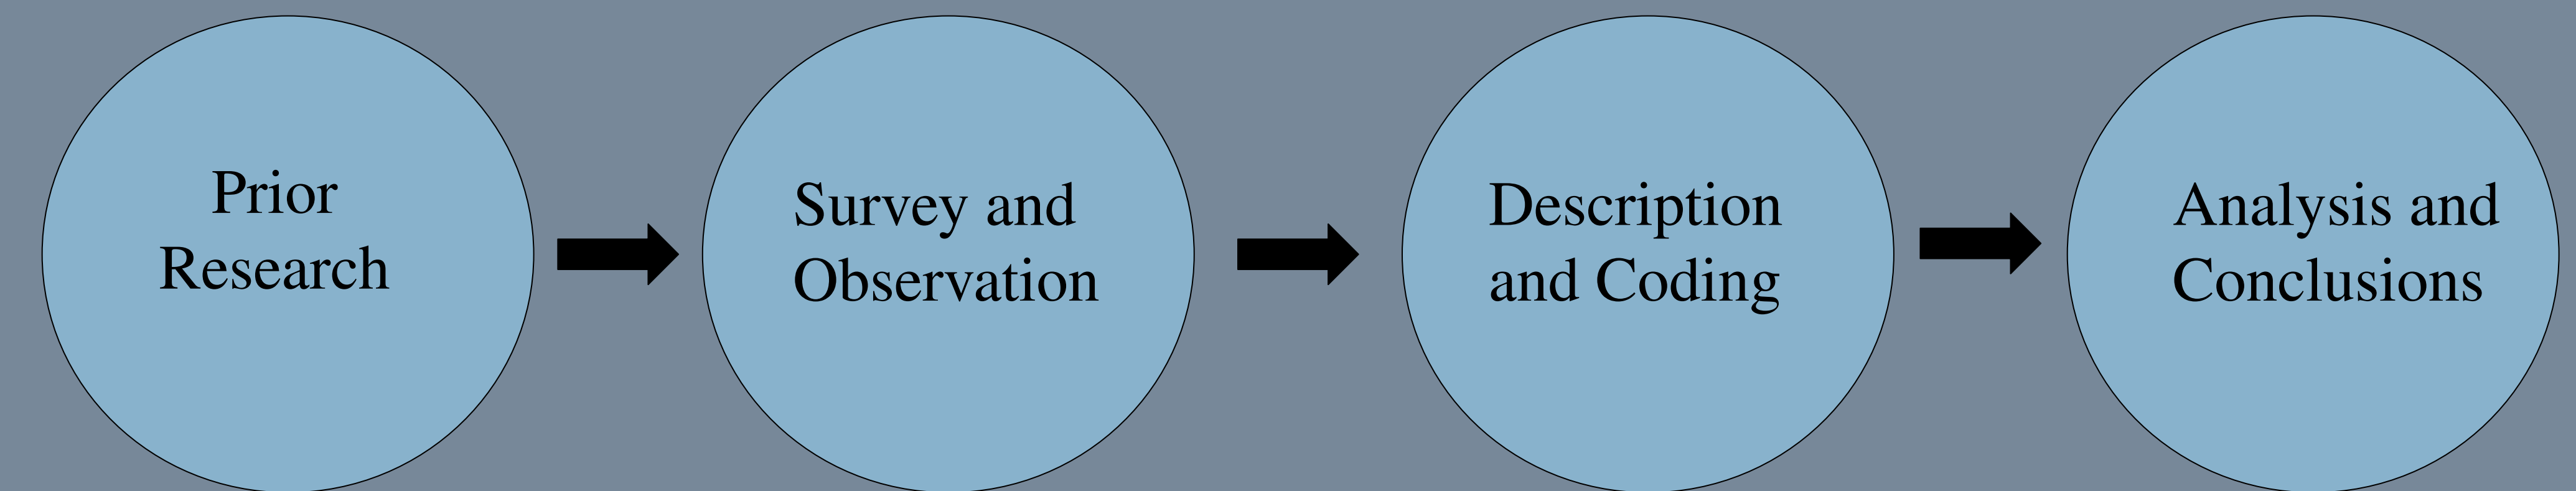 Prior
Research
Survey and
Observation
Description
and Coding
Analysis and
Conclusions